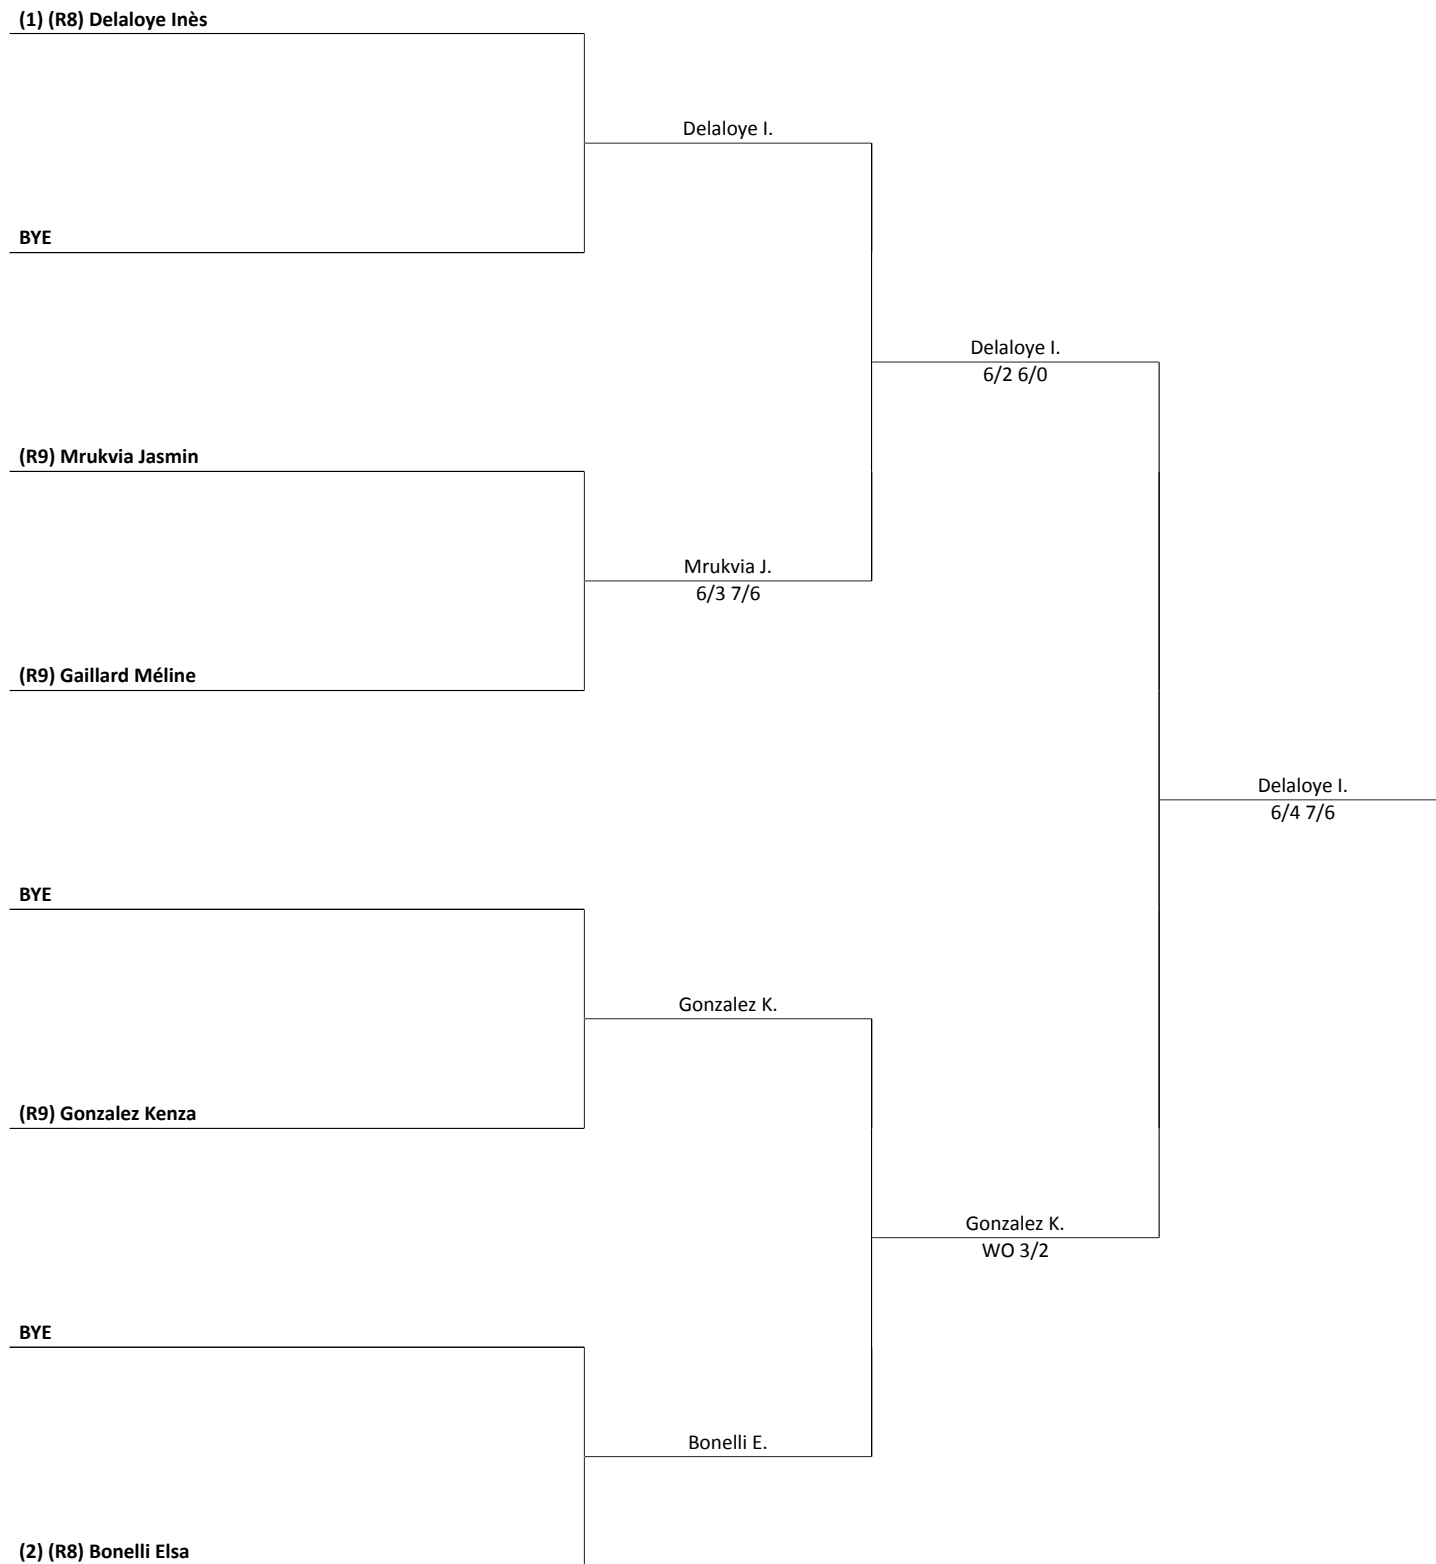 (1) (R8) Delaloye Inès
Delaloye I.
BYE
Delaloye I.
6/2 6/0
(R9) Mrukvia Jasmin
Mrukvia J.
6/3 7/6
(R9) Gaillard Méline
Delaloye I.
6/4 7/6
BYE
Gonzalez K.
(R9) Gonzalez Kenza
Gonzalez K.
WO 3/2
BYE
Bonelli E.
(2) (R8) Bonelli Elsa